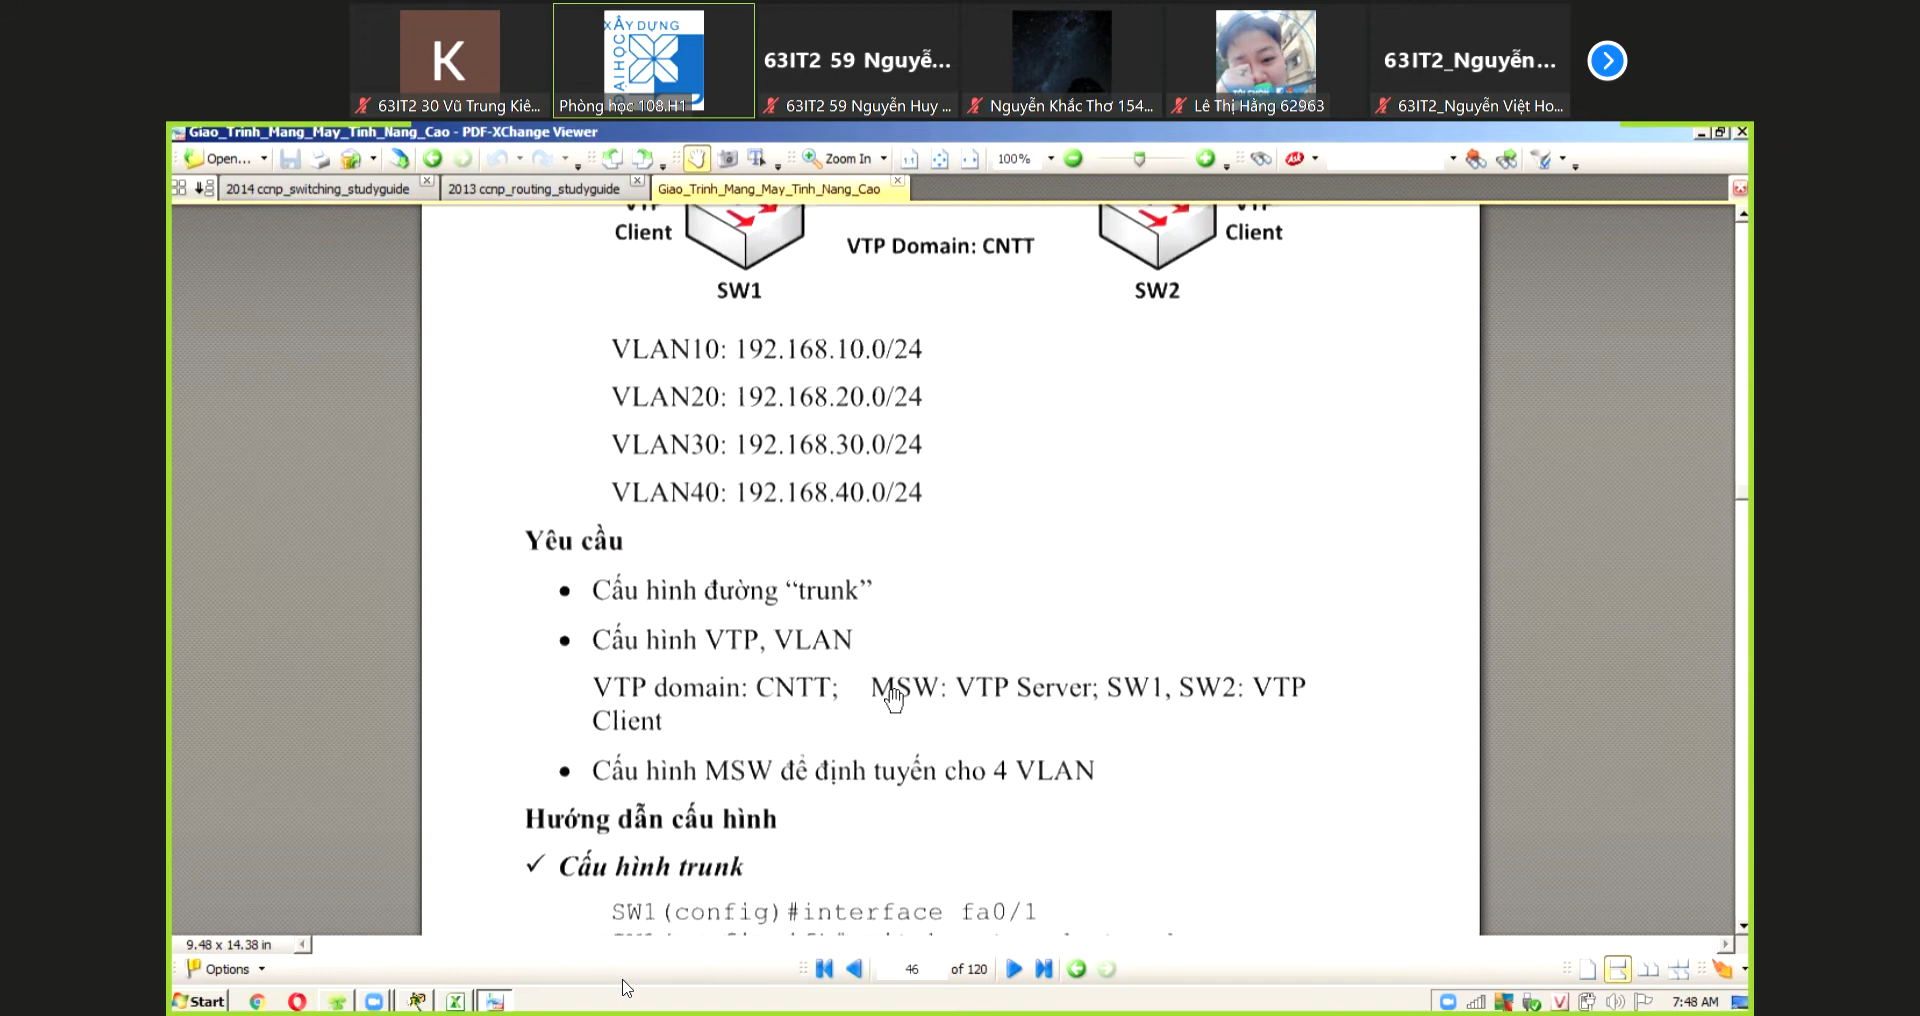 K
XÂY DỰNG
ĐẠI HỌC
63IT2 59 Nguyễ...
63IT2_Nguyễn...
63IT2 30 Vũ Trung Kiê...
Phòng học 108.H1
63IT2 59 Nguyễn Huy ...
Nguyễn Khắc Thơ 154...
Lê Thị Hằng 62963
63IT2_Nguyễn Việt Ho...
Giao_Trinh_Mang_May_Tinh_Nang_Cao - PDF-XChange Viewer
Open...
Zoom In
100%
2014 ccnp_switching_studyguide
2013 ccnp_routing_studyguide
Giao_Trinh_Mang_May_Tinh_Nang_Cao
VTP
Client
VTP Domain: CNTT
VTP
Client
SW1
SW2
VLAN10: 192.168.10.0/24
VLAN20: 192.168.20.0/24
VLAN30: 192.168.30.0/24
VLAN40: 192.168.40.0/24
Yêu cầu
• Cấu hình đường “trunk”
• Cấu hình VTP, VLAN
VTP domain: CNTT; MSW: VTP Server; SW1, SW2: VTP
Client
• Cấu hình MSW để định tuyến cho 4 VLAN
Hướng dẫn cấu hình
✓ Cấu hình trunk
SW1(config)#interface fa0/1
9.48 x 14.38 in
Options
46
of 120
Start
7:48 AM